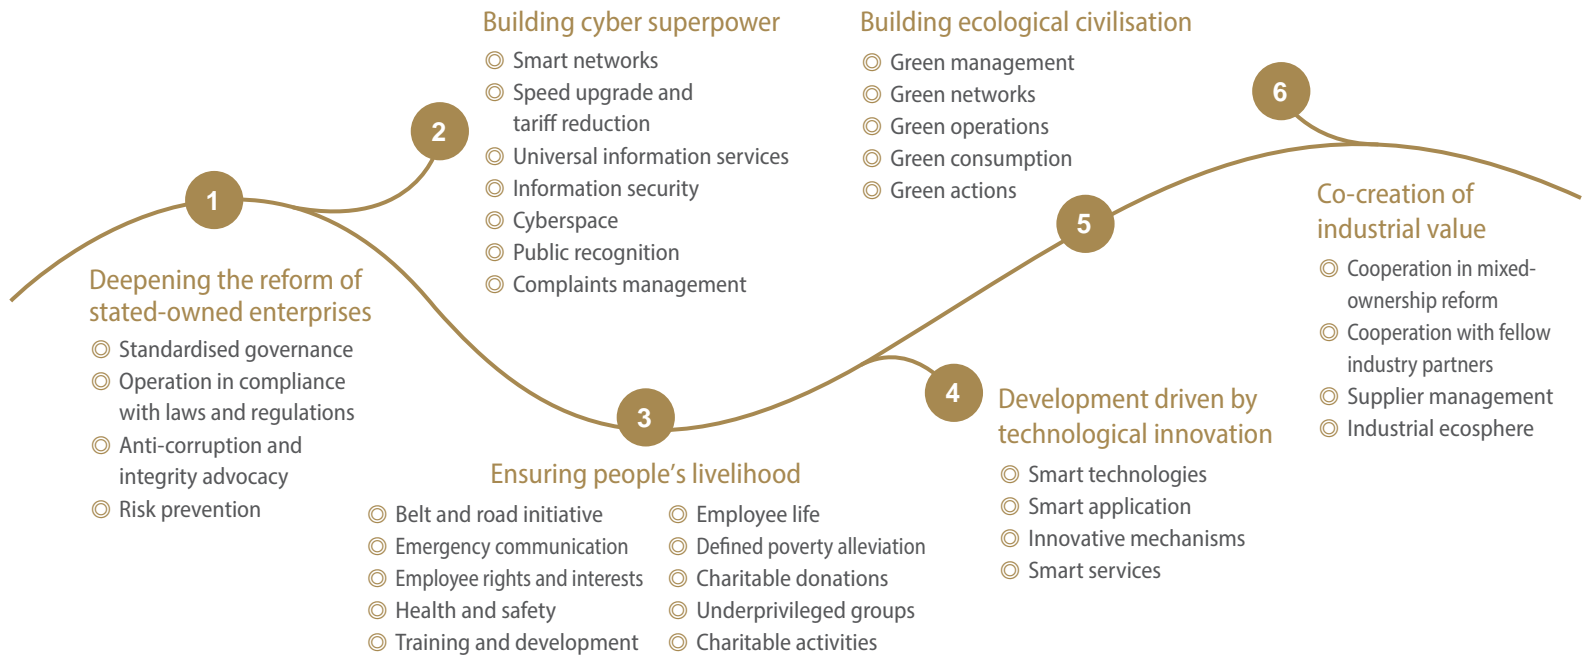 1
Deepening the reform of
stated-owned enterprises
Standardised governance
Operation in compliance
with laws and regulations
Anti-corruption and
integrity advocacy
Risk prevention
2
Building cyber superpower
Smart networks
Speed upgrade and
tariff reduction
Universal information services
Information security
Cyberspace
Public recognition
Complaints management
3
Ensuring people’s livelihood
Belt and road initiative
Emergency communication
Employee rights and interests
Health and safety
Training and development
Employee life
Defined poverty alleviation
Charitable donations
Underprivileged groups
Charitable activities
4
Development driven by
technological innovation
Smart technologies
Smart application
Innovative mechanisms
Smart services
5
Building ecological civilisation
Green management
Green networks
Green operations
Green consumption
Green actions
6
Co-creation of
industrial value
Cooperation in mixed-
ownership reform
Cooperation with fellow
industry partners
Supplier management
Industrial ecosphere